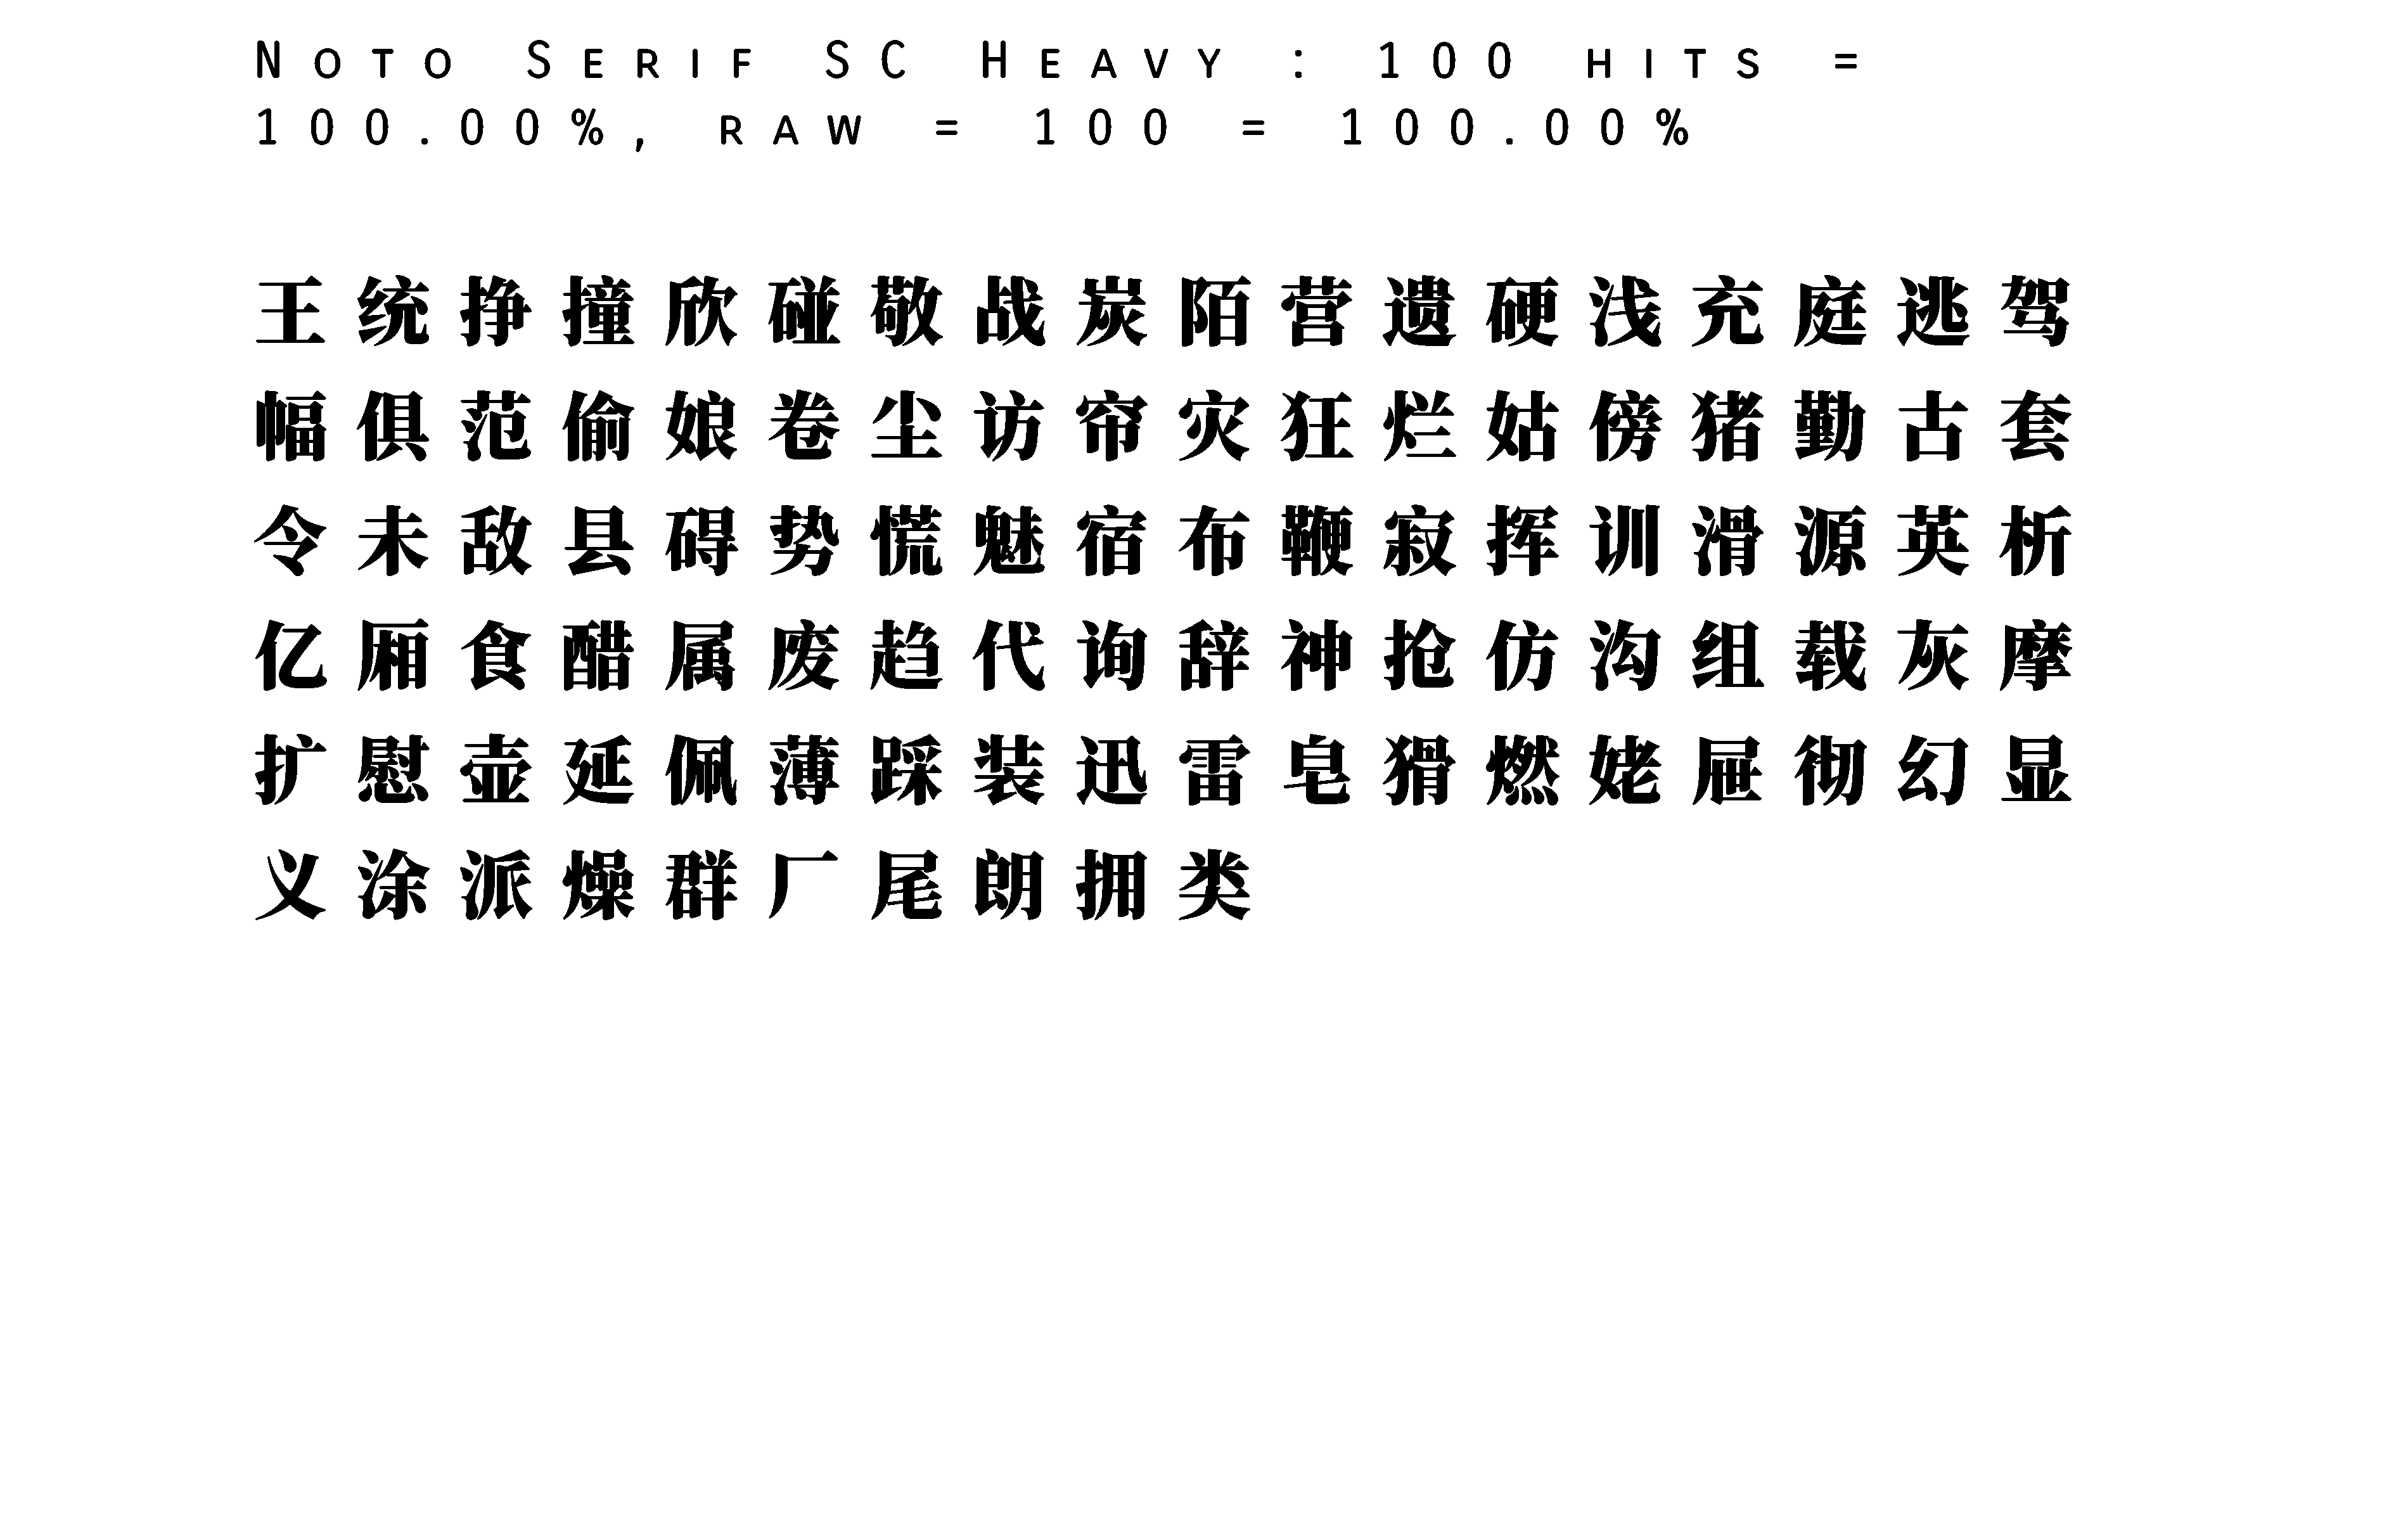 Noto Serif SC Heavy : 100 hits =
100.00%, raw = 100 = 100.00%
王统挣撞欣碰敬战炭陌营遗硬浅充庭逃驾
幅俱范偷娘卷尘访帘灾狂烂姑傍猪勤古套
令未敌县碍势慌魅宿布鞭寂挥训滑源英析
亿厢食醋属废趋代询辞神抢仿沟组载灰摩
扩慰壶延佩薄踩装迅雷皂猾燃姥屉彻幻显
义涂派燥群厂尾朗拥类